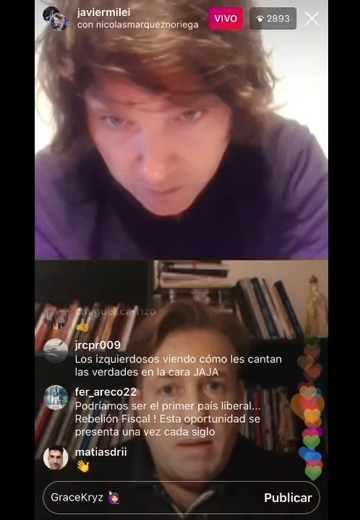 javiermilei
con nicolasmarqueznoriega
VIVO
2893
jrcpr009
Los izquierdosos viendo cómo les cantan
las verdades en la cara JAJA
fer_areco22
Podríamos ser el primer país liberal...
Rebelión Fiscal ! Esta oportunidad se
presenta una vez cada siglo
matiasdrii
👋
GraceKryz 🙋🏻‍♀️
Publicar